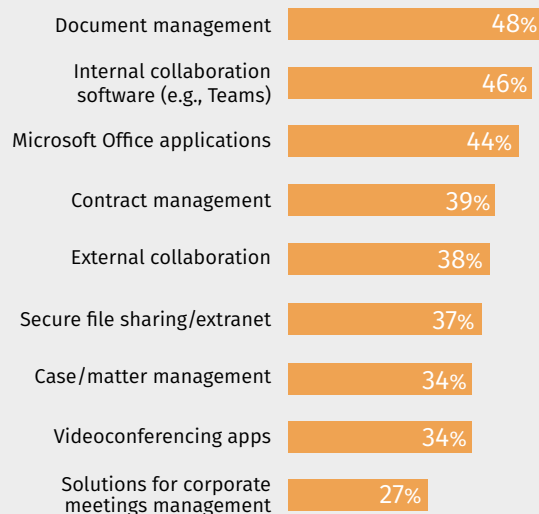 Document management 48%
Internal collaboration
software (e.g., Teams) 46%
Microsoft Office applications 44%
Contract management 39%
External collaboration 38%
Secure file sharing/extranet 37%
Case/matter management 34%
Videoconferencing apps 34%
Solutions for corporate
meetings management 27%